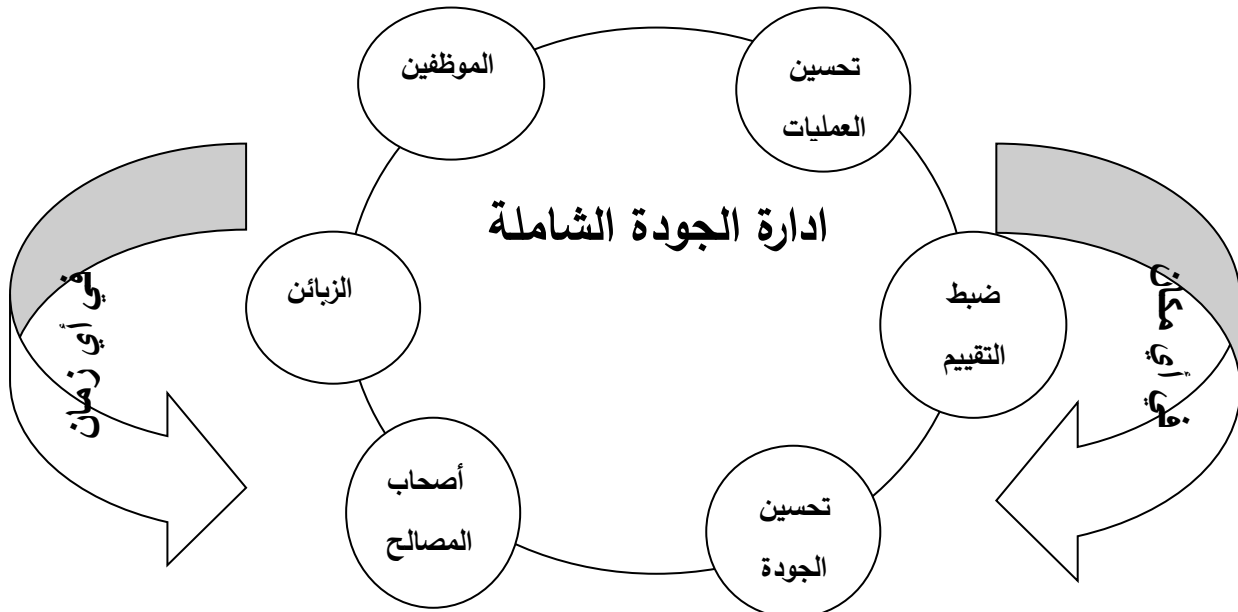 تحسين
العمليات
الموظفين
ادارة الجودة الشاملة
في أي مكان
ضبط
التقييم
الزبائن
في أي زمان
أصحاب
المصالح
تحسين
الجودة